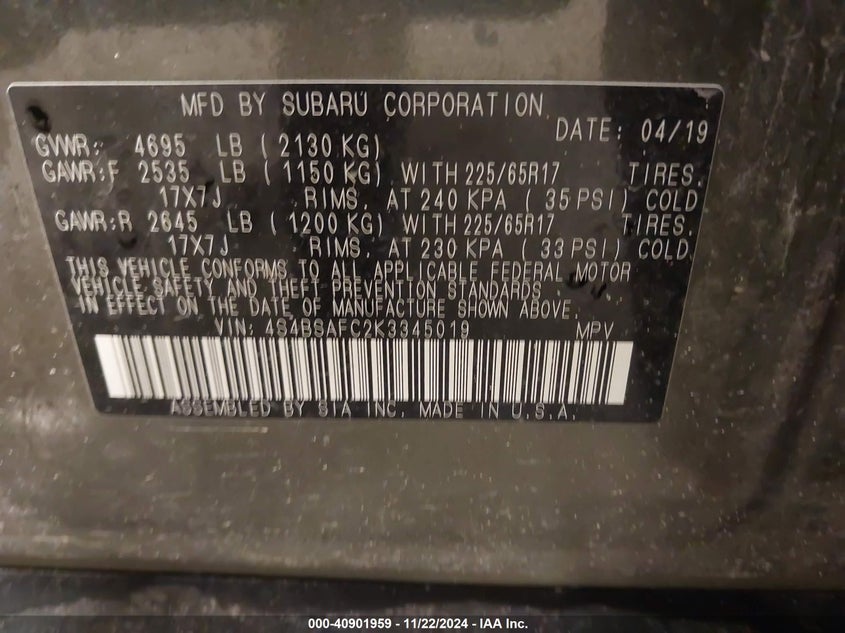 MFD BY SUBARU CORPORATION
DATE: 04/19
GVWR: 4695 LB ( 2130 KG)
GAWR:F 2535 LB ( 1150 KG) WITH 225/65R17 TIRES,
17X7J RIMS, AT 240 KPA ( 35 PSI) COLD
GAWR:R 2645 LB ( 1200 KG) WITH 225/65R17 TIRES,
17X7J RIMS, AT 230 KPA ( 33 PSI) COLD.
THIS VEHICLE CONFORMS TO ALL APPLICABLE FEDERAL MOTOR
VEHICLE SAFETY AND THEFT PREVENTION STANDARDS
IN EFFECT ON THE DATE OF MANUFACTURE SHOWN ABOVE.
VIN: 4S4BSAFC2K3345019 MPV
ASSEMBLED BY SIA INC. MADE IN U.S.A.
000-40901959 - 11/22/2024 - IAA Inc.